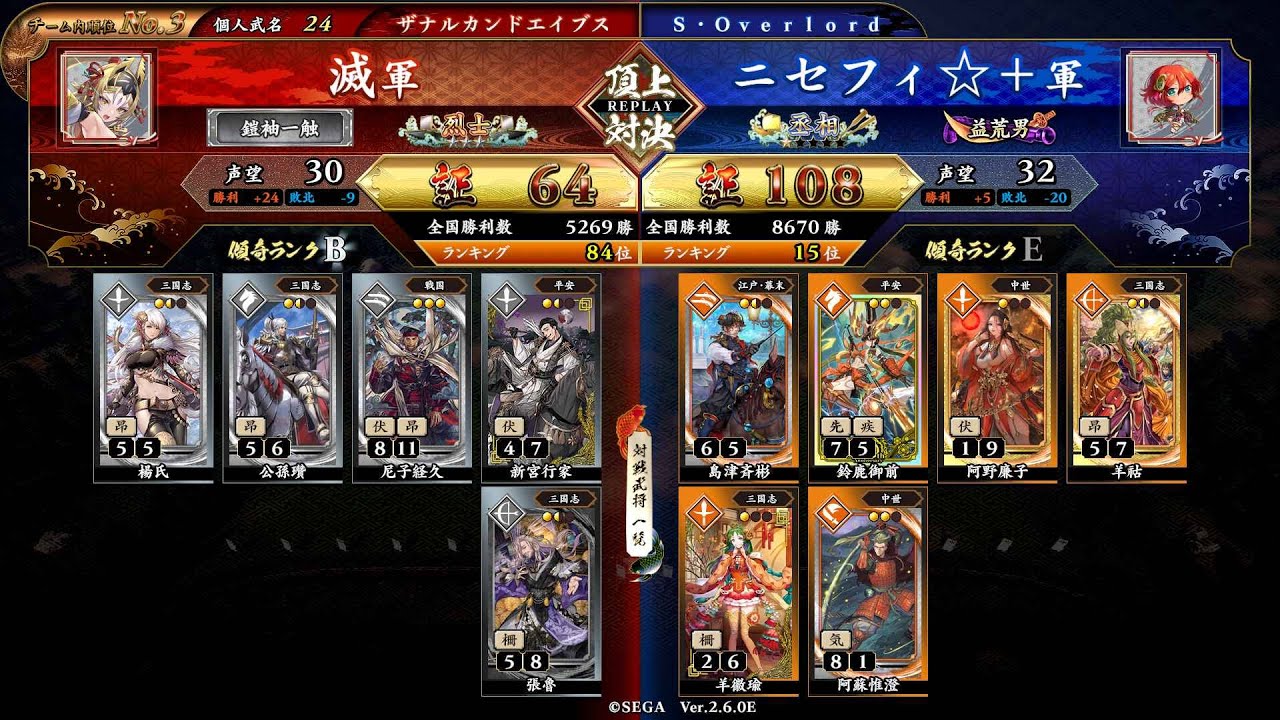 チーム内順位 No.3 個人武名 24 ザナルカンドエイブス S・Overlord
滅軍 頂上 REPLAY 対決 ニセフィ☆十軍
鎧袖一触 烈士 丞相 益荒男
声望 30 証 64 証 108 声望 32
勝利 +24 敗北 -9 勝利 +5 敗北 -20
全国勝利数 5269勝 全国勝利数 8670勝
傾奇ランク B ランキング 84位 ランキング 15位 傾奇ランク E
三国志 三国志 戦国 平安 江戸・幕末 平安 中世 三国志
昴 昴 伏 昴 伏 先 疾 伏 昴
5 5 5 6 8 11 4 7 6 5 7 5 1 9 5 7
楊氏 公孫瓚 尼子経久 新宮行家 島津斉彬 鈴鹿御前 阿野廉子 羊祜
対戦武将一覧
三国志 三国志 中世
柵 柵 気
5 8 2 6 8 1
張魯 羊徽瑜 阿蘇惟澄
©SEGA Ver.2.6.0E